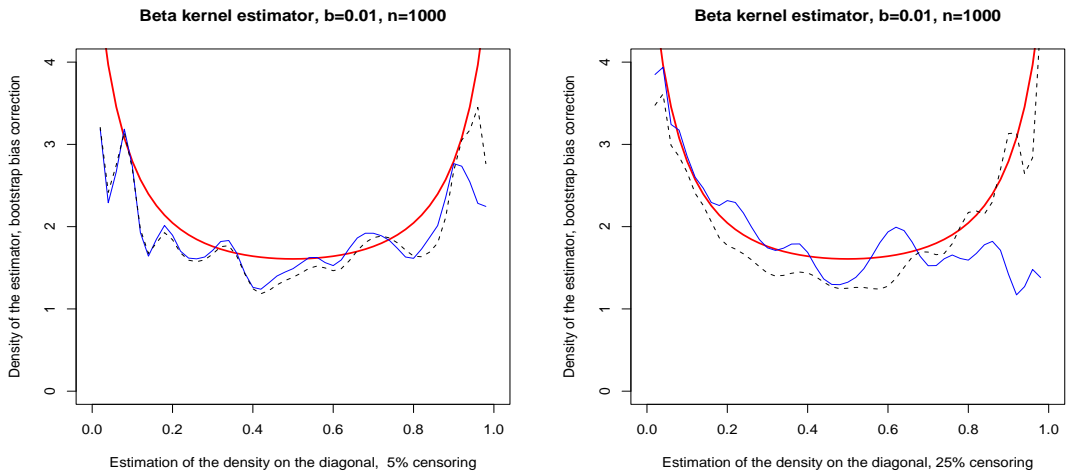 Beta kernel estimator, b=0.01, n=1000
Density of the estimator, bootstrap bias correction
4
3
2
1
0
0.0 0.2 0.4 0.6 0.8 1.0
Estimation of the density on the diagonal, 5% censoring
Beta kernel estimator, b=0.01, n=1000
Density of the estimator, bootstrap bias correction
4
3
2
1
0
0.0 0.2 0.4 0.6 0.8 1.0
Estimation of the density on the diagonal, 25% censoring